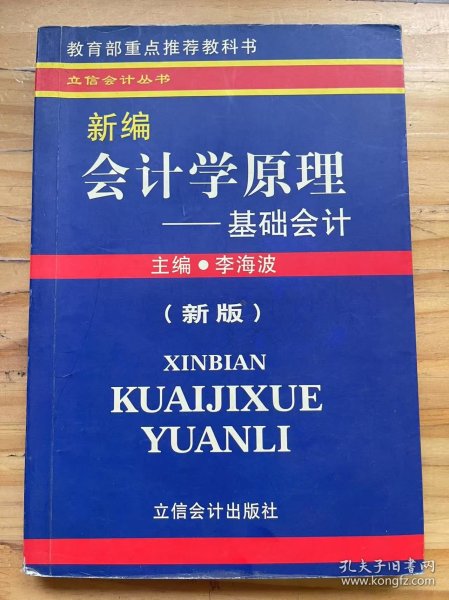 教育部重点推荐教科书
立信会计丛书
新编
会计学原理
——基础会计
主编●李海波
（新版）
XINBIAN
KUAIJIXUE
YUANLI
立信会计出版社
孔夫子旧书网
www.kongfz.com